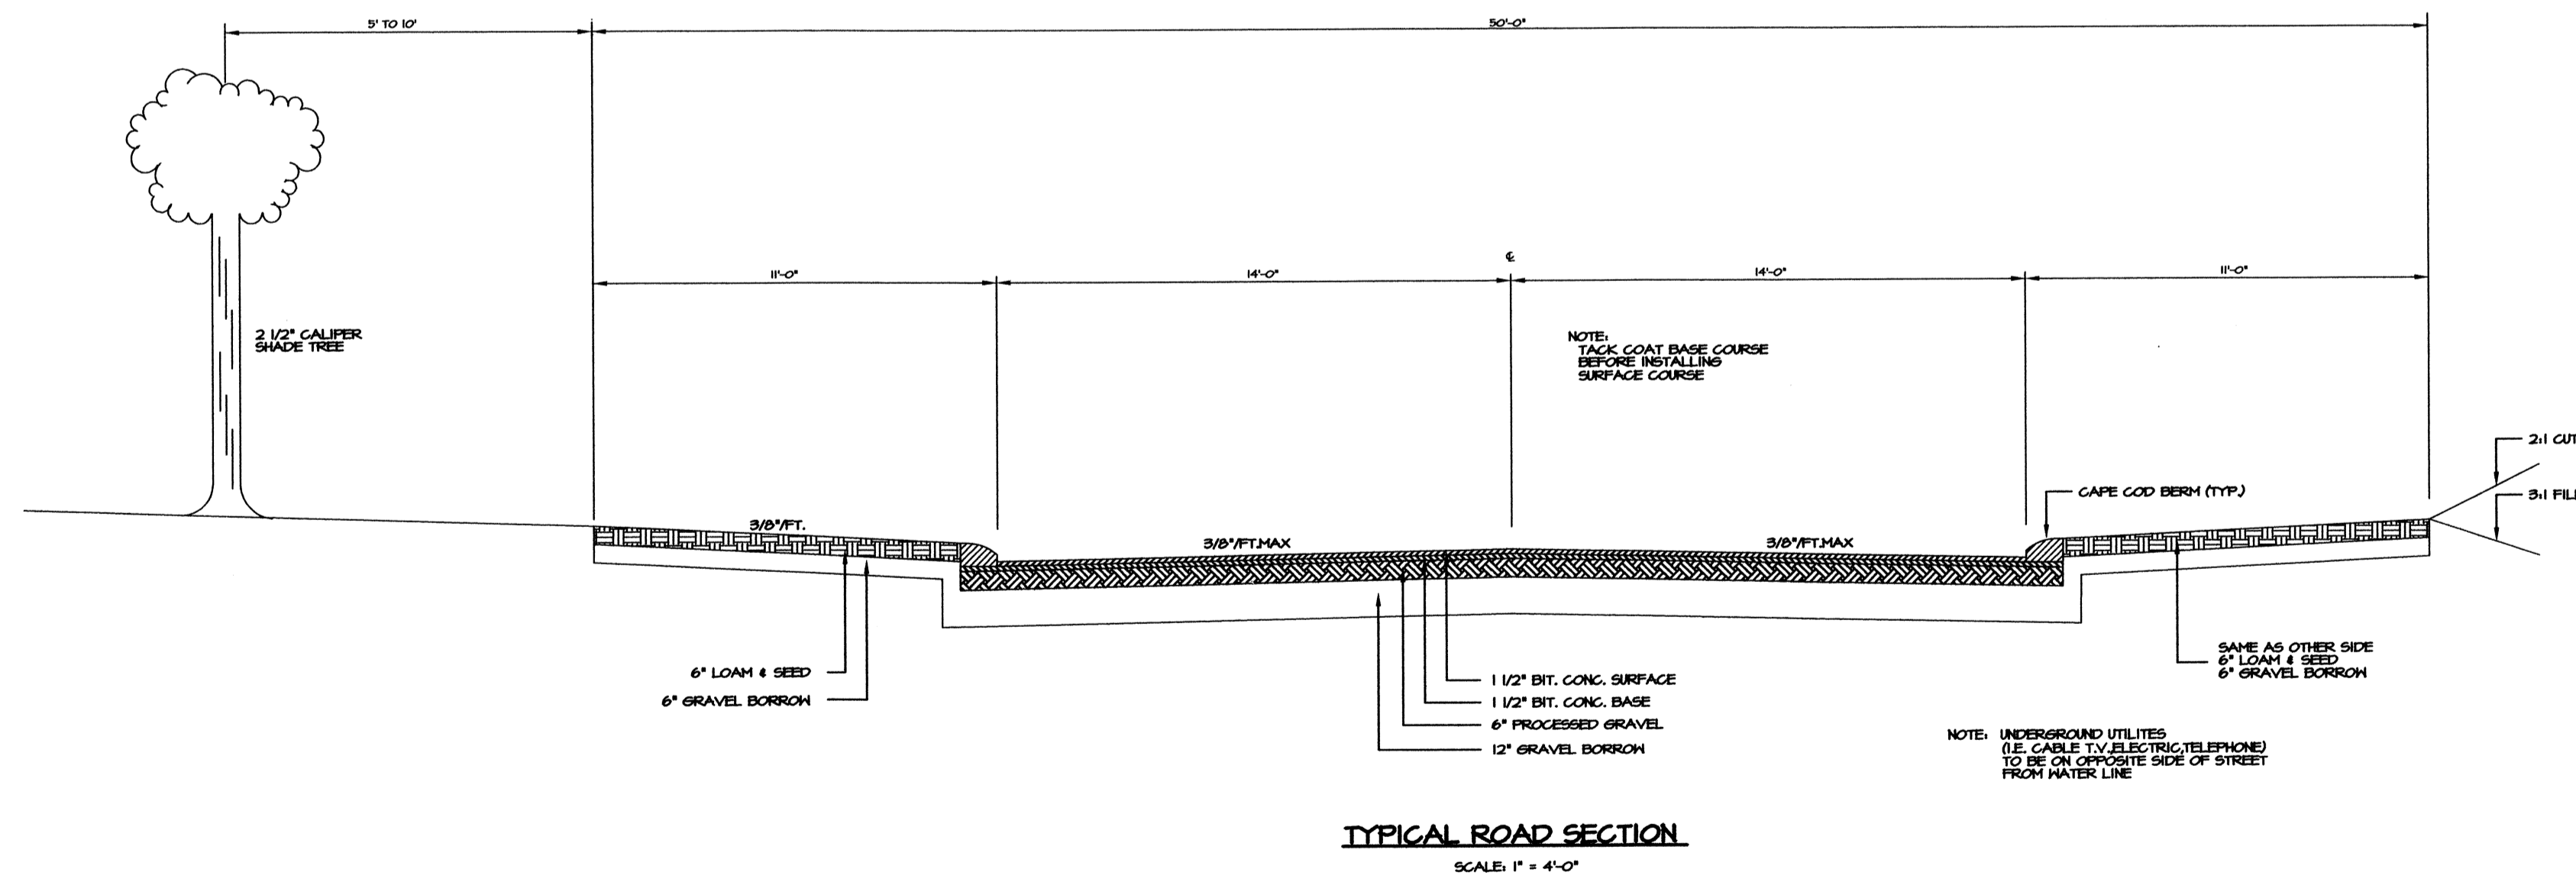 5' TO 10'
50'-0"
℄
11'-0"
14'-0"
14'-0"
11'-0"
2 1/2" CALIPER
SHADE TREE
NOTE:
TACK COAT BASE COURSE
BEFORE INSTALLING
SURFACE COURSE
2:1 CUT
CAPE COD BERM (TYP.)
3:1 FILL
3/8"/FT.
3/8"/FT.MAX
3/8"/FT.MAX
6" LOAM & SEED
6" GRAVEL BORROW
1 1/2" BIT. CONC. SURFACE
1 1/2" BIT. CONC. BASE
6" PROCESSED GRAVEL
12" GRAVEL BORROW
SAME AS OTHER SIDE
6" LOAM & SEED
6" GRAVEL BORROW
NOTE: UNDERGROUND UTILITES
(I.E. CABLE T.V.,ELECTRIC,TELEPHONE)
TO BE ON OPPOSITE SIDE OF STREET
FROM WATER LINE
TYPICAL ROAD SECTION
SCALE: 1" = 4'-0"